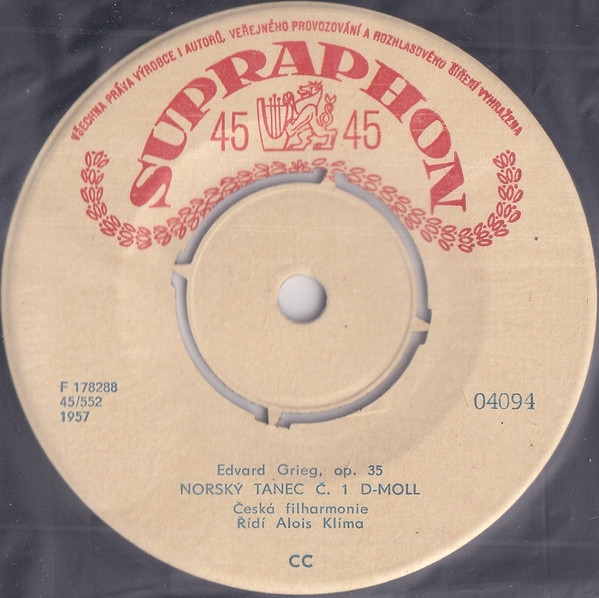 VŠECHNA PRÁVA VÝROBCE I AUTORŮ, VEŘEJNÉHO PROVOZOVÁNÍ A ROZHLASOVÉHO ŠÍŘENÍ VYHRAŽENA
SUPRAPHON
45 45
F 178288
45/552
1957
04094
Edvard Grieg, op. 35
NORSKÝ TANEC Č. 1 D-MOLL
Česká filharmonie
Řídí Alois Klíma
CC